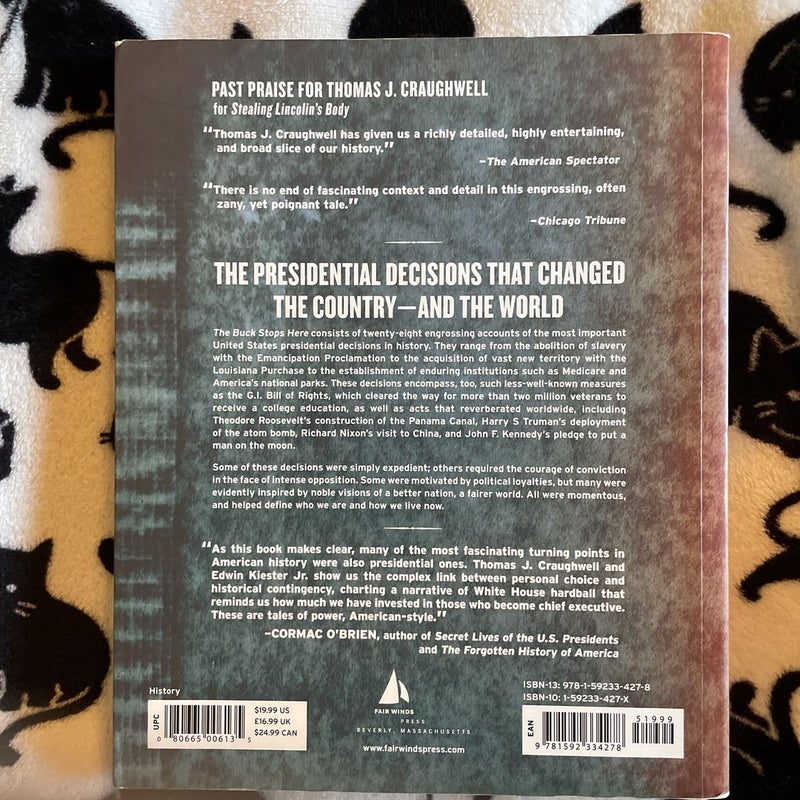 PAST PRAISE FOR THOMAS J. CRAUGHWELL
for Stealing Lincolin's Body
"Thomas J. Craughwell has given us a richly detailed, highly entertaining,
and broad slice of our history."
–The American Spectator
"There is no end of fascinating context and detail in this engrossing, often
zany, yet poignant tale."
–Chicago Tribune
THE PRESIDENTIAL DECISIONS THAT CHANGED
THE COUNTRY—AND THE WORLD
The Buck Stops Here consists of twenty-eight engrossing accounts of the most important
United States presidential decisions in history. They range from the abolition of slavery
with the Emancipation Proclamation to the acquisition of vast new territory with the
Louisiana Purchase to the establishment of enduring institutions such as Medicare and
America's national parks. These decisions encompass, too, such less-well-known measures
as the G.I. Bill of Rights, which cleared the way for more than two million veterans to
receive a college education, as well as acts that reverberated worldwide, including
Theodore Roosevelt's construction of the Panama Canal, Harry S Truman's deployment
of the atom bomb, Richard Nixon's visit to China, and John F. Kennedy's pledge to put a
man on the moon.
Some of these decisions were simply expedient; others required the courage of conviction
in the face of intense opposition. Some were motivated by political loyalties, but many were
evidently inspired by noble visions of a better nation, a fairer world. All were momentous,
and helped define who we are and how we live now.
"As this book makes clear, many of the most fascinating turning points in
American history were also presidential ones. Thomas J. Craughwell and
Edwin Kiester Jr. show us the complex link between personal choice and
historical contingency, charting a narrative of White House hardball that
reminds us how much we have invested in those who become chief executive.
These are tales of power, American-style."
–CORMAC O'BRIEN, author of Secret Lives of the U.S. Presidents
and The Forgotten History of America
History
UPC
0 80665 00613 5
$19.99 US
£16.99 UK
$24.99 CAN
FAIR WINDS
PRESS
BEVERLY, MASSACHUSETTS
www.fairwindspress.com
ISBN-13: 978-1-59233-427-8
ISBN-10: 1-59233-427-X
EAN
51999
9 781592 334278